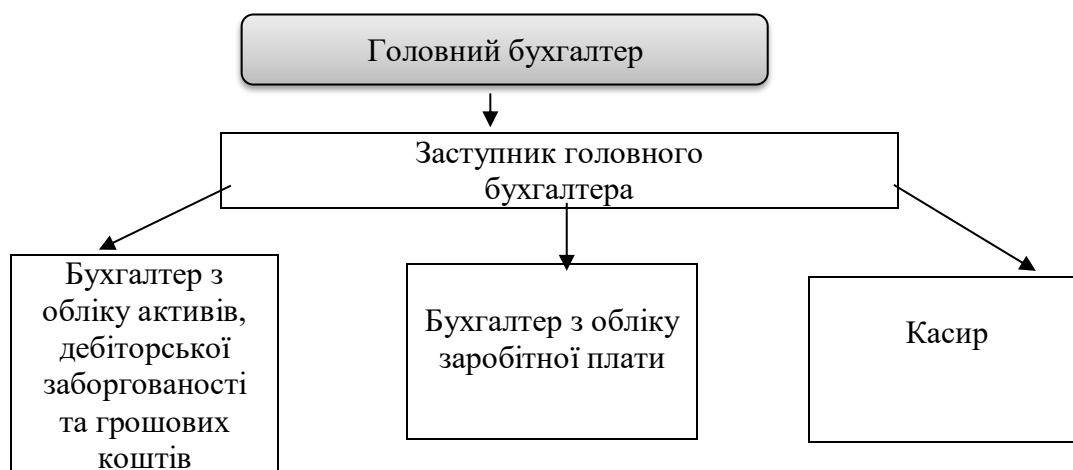 Головний бухгалтер
Заступник головного
бухгалтера
Бухгалтер з
обліку активів,
дебіторської
заборгованості
та грошових
коштів
Бухгалтер з обліку
заробітної плати
Касир